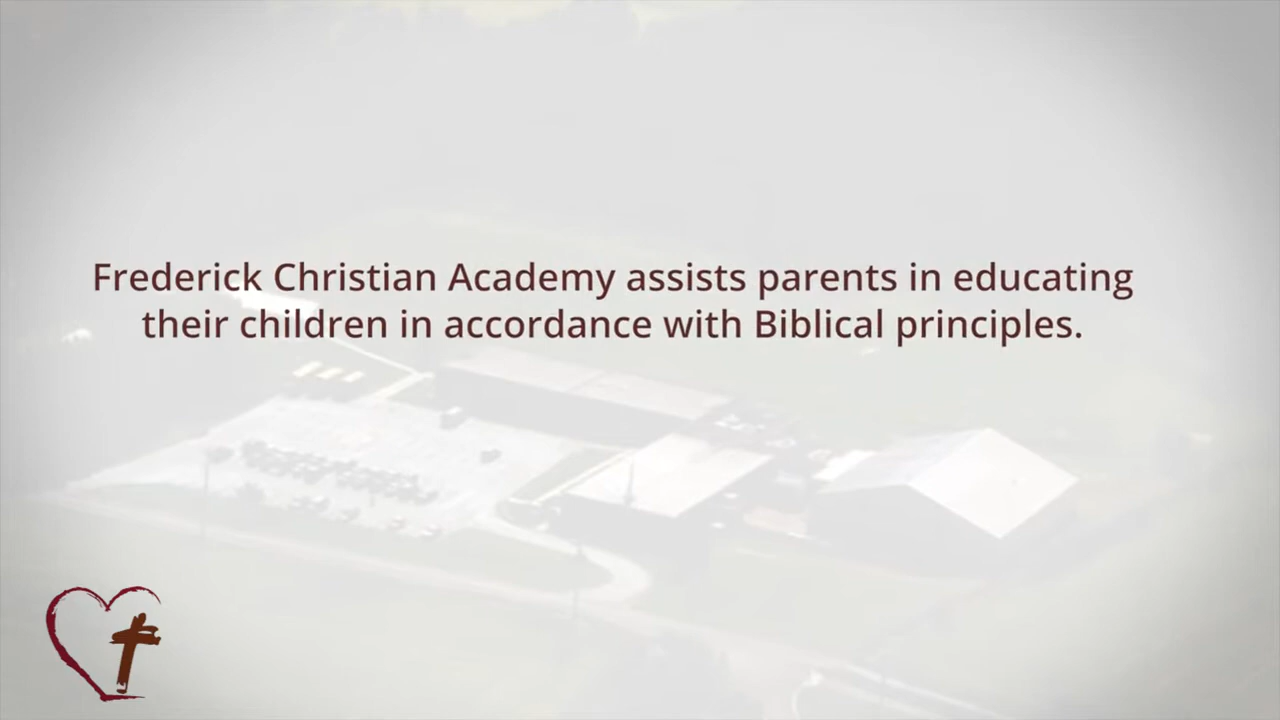 Frederick Christian Academy assists parents in educating
their children in accordance with Biblical principles.